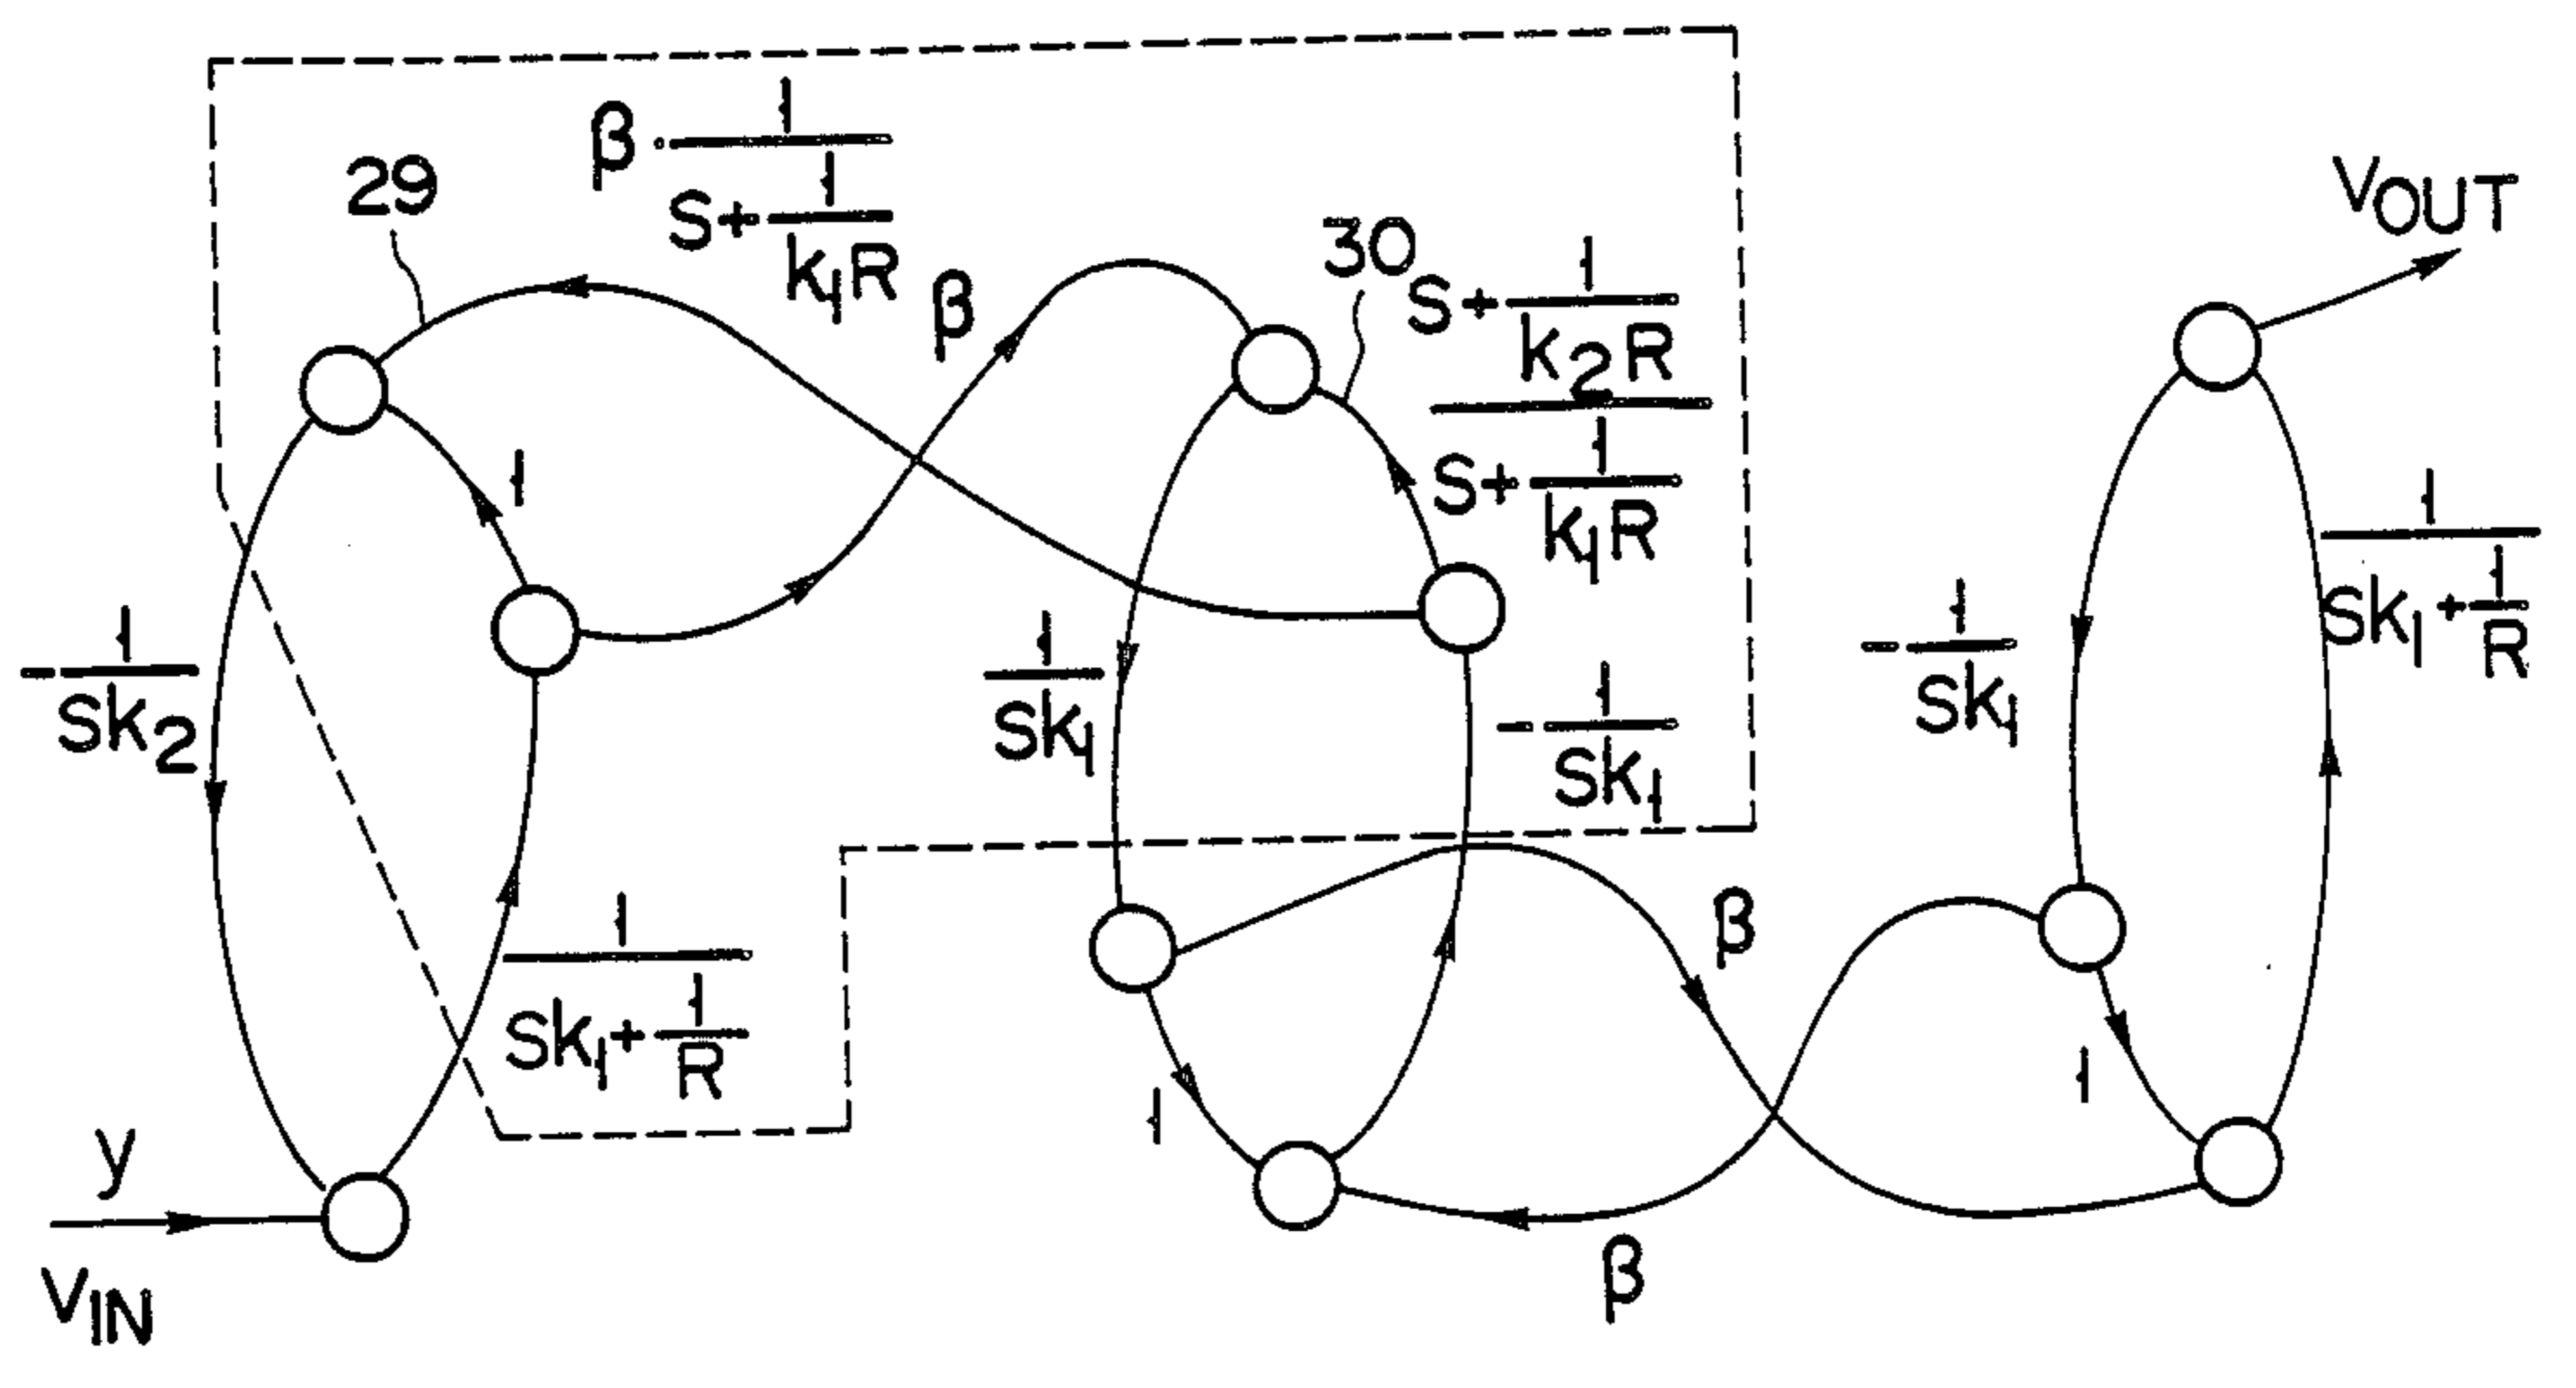 β · 1 / (S + 1 / (k₁R))
29
β
30
(S + 1 / (k₂R)) / (S + 1 / (k₁R))
VOUT
1
-1 / (Sk₂)
1 / (Sk₁)
-1 / (Sk₁)
-1 / (Sk₁)
1 / (Sk₁ + 1 / R)
1 / (Sk₁ + 1 / R)
β
1
1
y
VIN
β